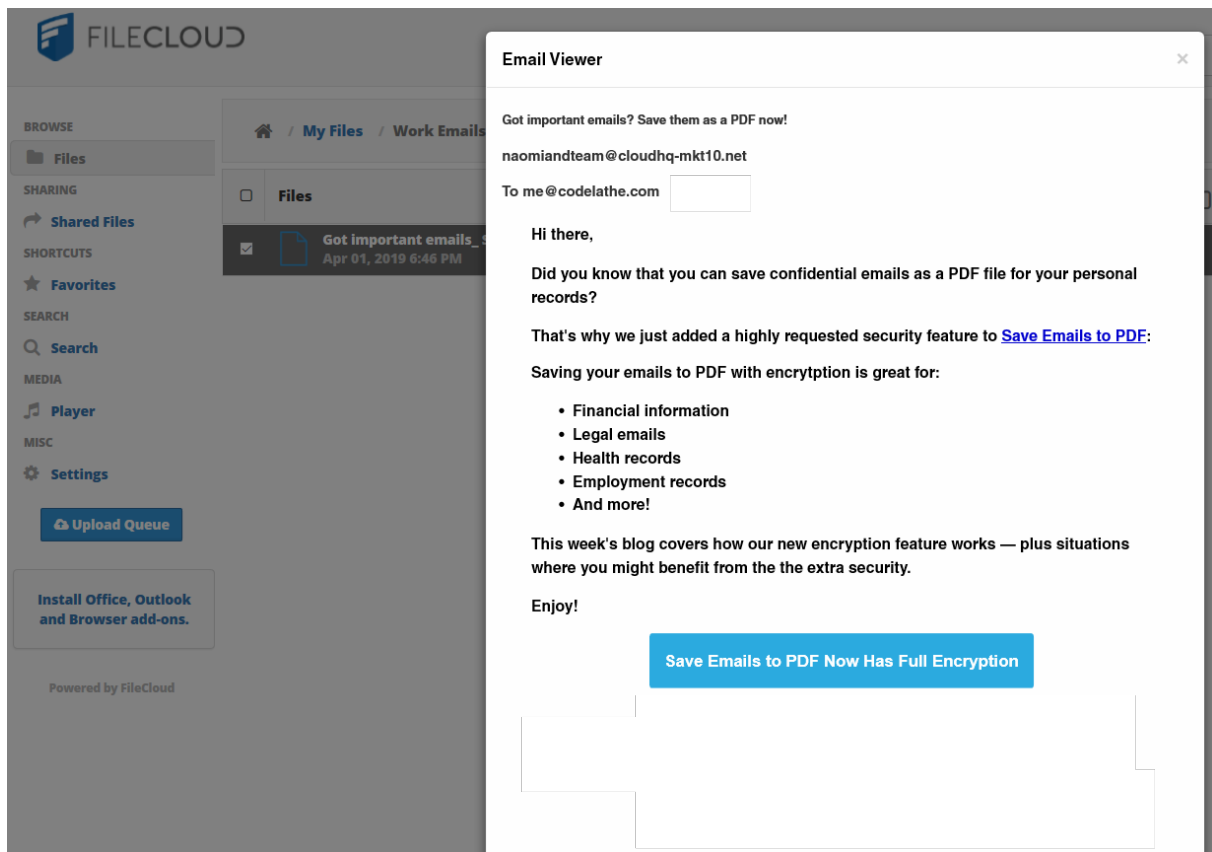 FILECLOUD
Email Viewer
×
BROWSE
Files
SHARING
Shared Files
SHORTCUTS
Favorites
SEARCH
Search
MEDIA
Player
MISC
Settings
Upload Queue
Install Office, Outlook
and Browser add-ons.
Powered by FileCloud
/ My Files / Work Emails
Files
Got important emails_
Apr 01, 2019 6:46 PM
Got important emails? Save them as a PDF now!
naomiandteam@cloudhq-mkt10.net
To me@codelathe.com
Hi there,
Did you know that you can save confidential emails as a PDF file for your personal
records?
That's why we just added a highly requested security feature to Save Emails to PDF:
Saving your emails to PDF with encrytption is great for:
• Financial information
• Legal emails
• Health records
• Employment records
• And more!
This week's blog covers how our new encryption feature works — plus situations
where you might benefit from the the extra security.
Enjoy!
Save Emails to PDF Now Has Full Encryption